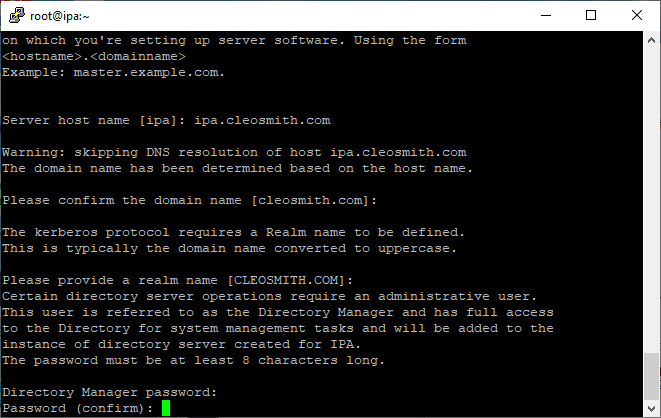 root@ipa:~
on which you're setting up server software. Using the form
<hostname>.<domainname>
Example: master.example.com.
Server host name [ipa]: ipa.cleosmith.com
Warning: skipping DNS resolution of host ipa.cleosmith.com
The domain name has been determined based on the host name.
Please confirm the domain name [cleosmith.com]:
The kerberos protocol requires a Realm name to be defined.
This is typically the domain name converted to uppercase.
Please provide a realm name [CLEOSMITH.COM]:
Certain directory server operations require an administrative user.
This user is referred to as the Directory Manager and has full access
to the Directory for system management tasks and will be added to the
instance of directory server created for IPA.
The password must be at least 8 characters long.
Directory Manager password:
Password (confirm):